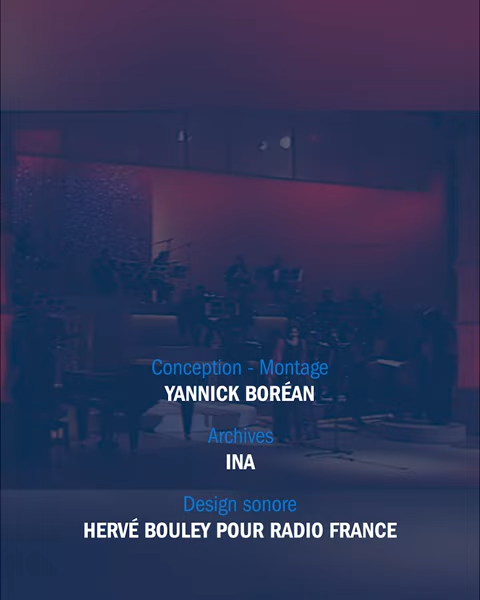 Conception - Montage
YANNICK BORÉAN
Archives
INA
Design sonore
HERVÉ BOULEY POUR RADIO FRANCE